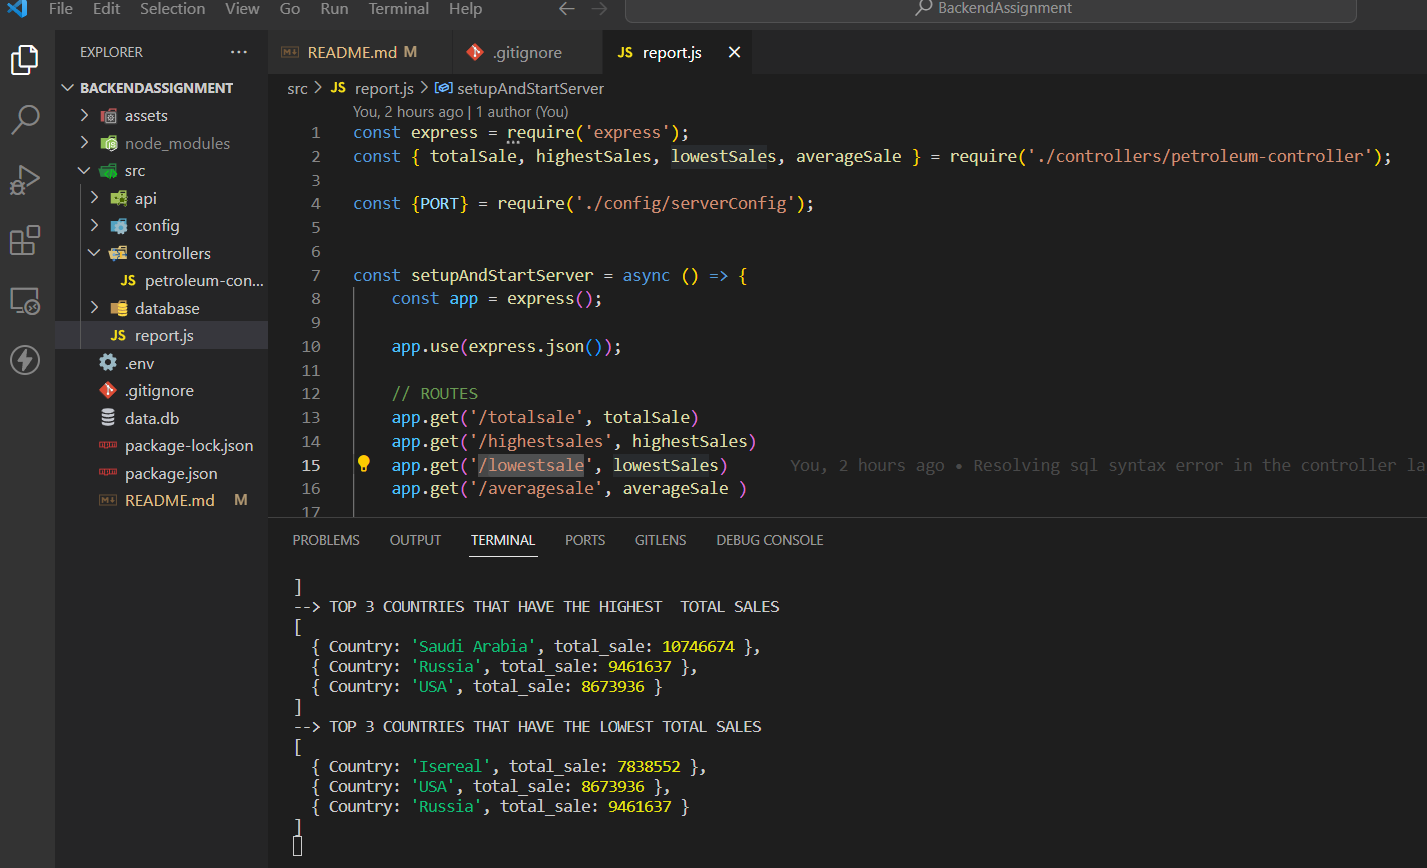 File Edit Selection View Go Run Terminal Help
BackendAssignment
EXPLORER
README.md M
.gitignore
JS report.js
BACKENDASSIGNMENT
assets
node_modules
src
api
config
controllers
JS petroleum-con...
database
JS report.js
.env
.gitignore
data.db
package-lock.json
package.json
README.md M
src > JS report.js > setupAndStartServer
You, 2 hours ago | 1 author (You)
1 const express = require('express');
2 const { totalSale, highestSales, lowestSales, averageSale } = require('./controllers/petroleum-controller');
3
4 const {PORT} = require('./config/serverConfig');
5
6
7 const setupAndStartServer = async () => {
8 const app = express();
9
10 app.use(express.json());
11
12 // ROUTES
13 app.get('/totalsale', totalSale)
14 app.get('/highestsales', highestSales)
15 app.get('/lowestsale', lowestSales) You, 2 hours ago • Resolving sql syntax error in the controller la
16 app.get('/averagesale', averageSale )
17
PROBLEMS OUTPUT TERMINAL PORTS GITLENS DEBUG CONSOLE
]
--> TOP 3 COUNTRIES THAT HAVE THE HIGHEST  TOTAL SALES
[
{ Country: 'Saudi Arabia', total_sale: 10746674 },
{ Country: 'Russia', total_sale: 9461637 },
{ Country: 'USA', total_sale: 8673936 }
]
--> TOP 3 COUNTRIES THAT HAVE THE LOWEST TOTAL SALES
[
{ Country: 'Isereal', total_sale: 7838552 },
{ Country: 'USA', total_sale: 8673936 },
{ Country: 'Russia', total_sale: 9461637 }
]